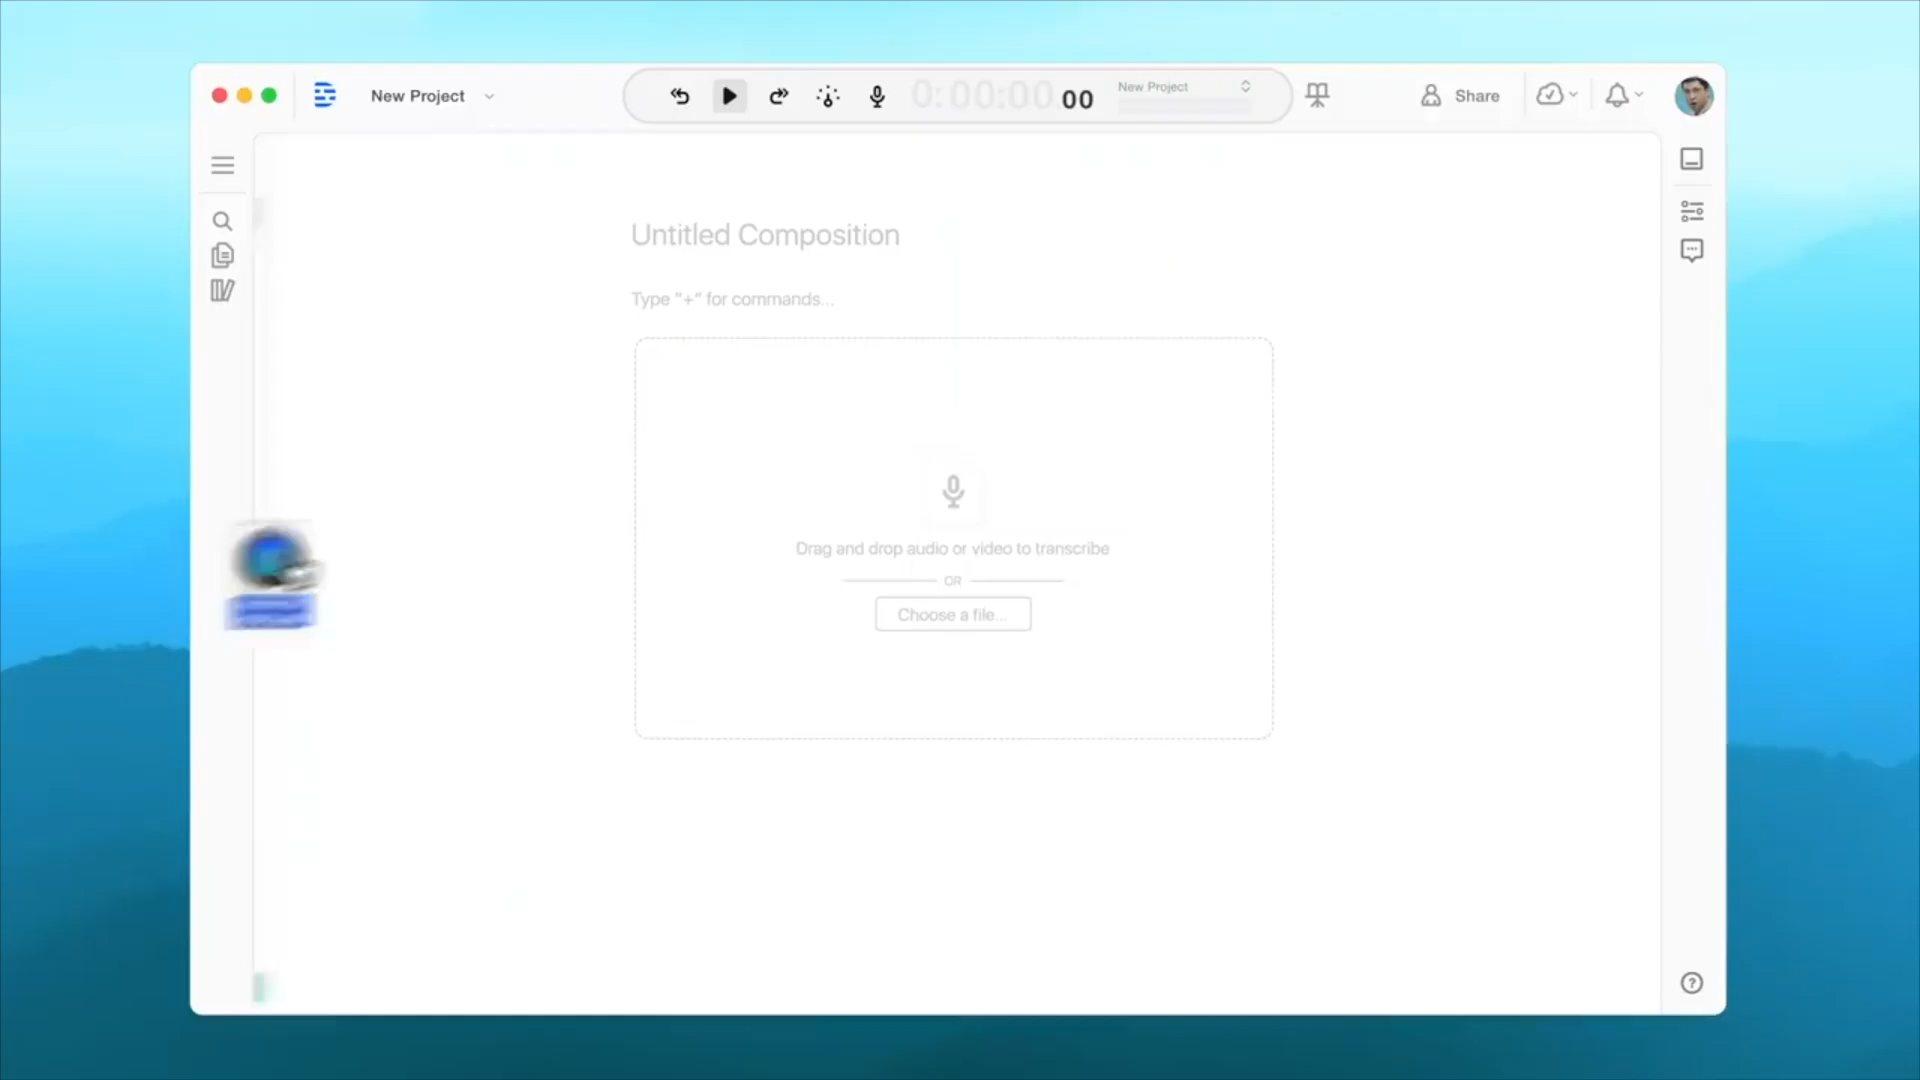 New Project
0:00:00.00
New Project
Share
Untitled Composition
Type "+" for commands...
Drag and drop audio or video to transcribe
OR
Choose a file...